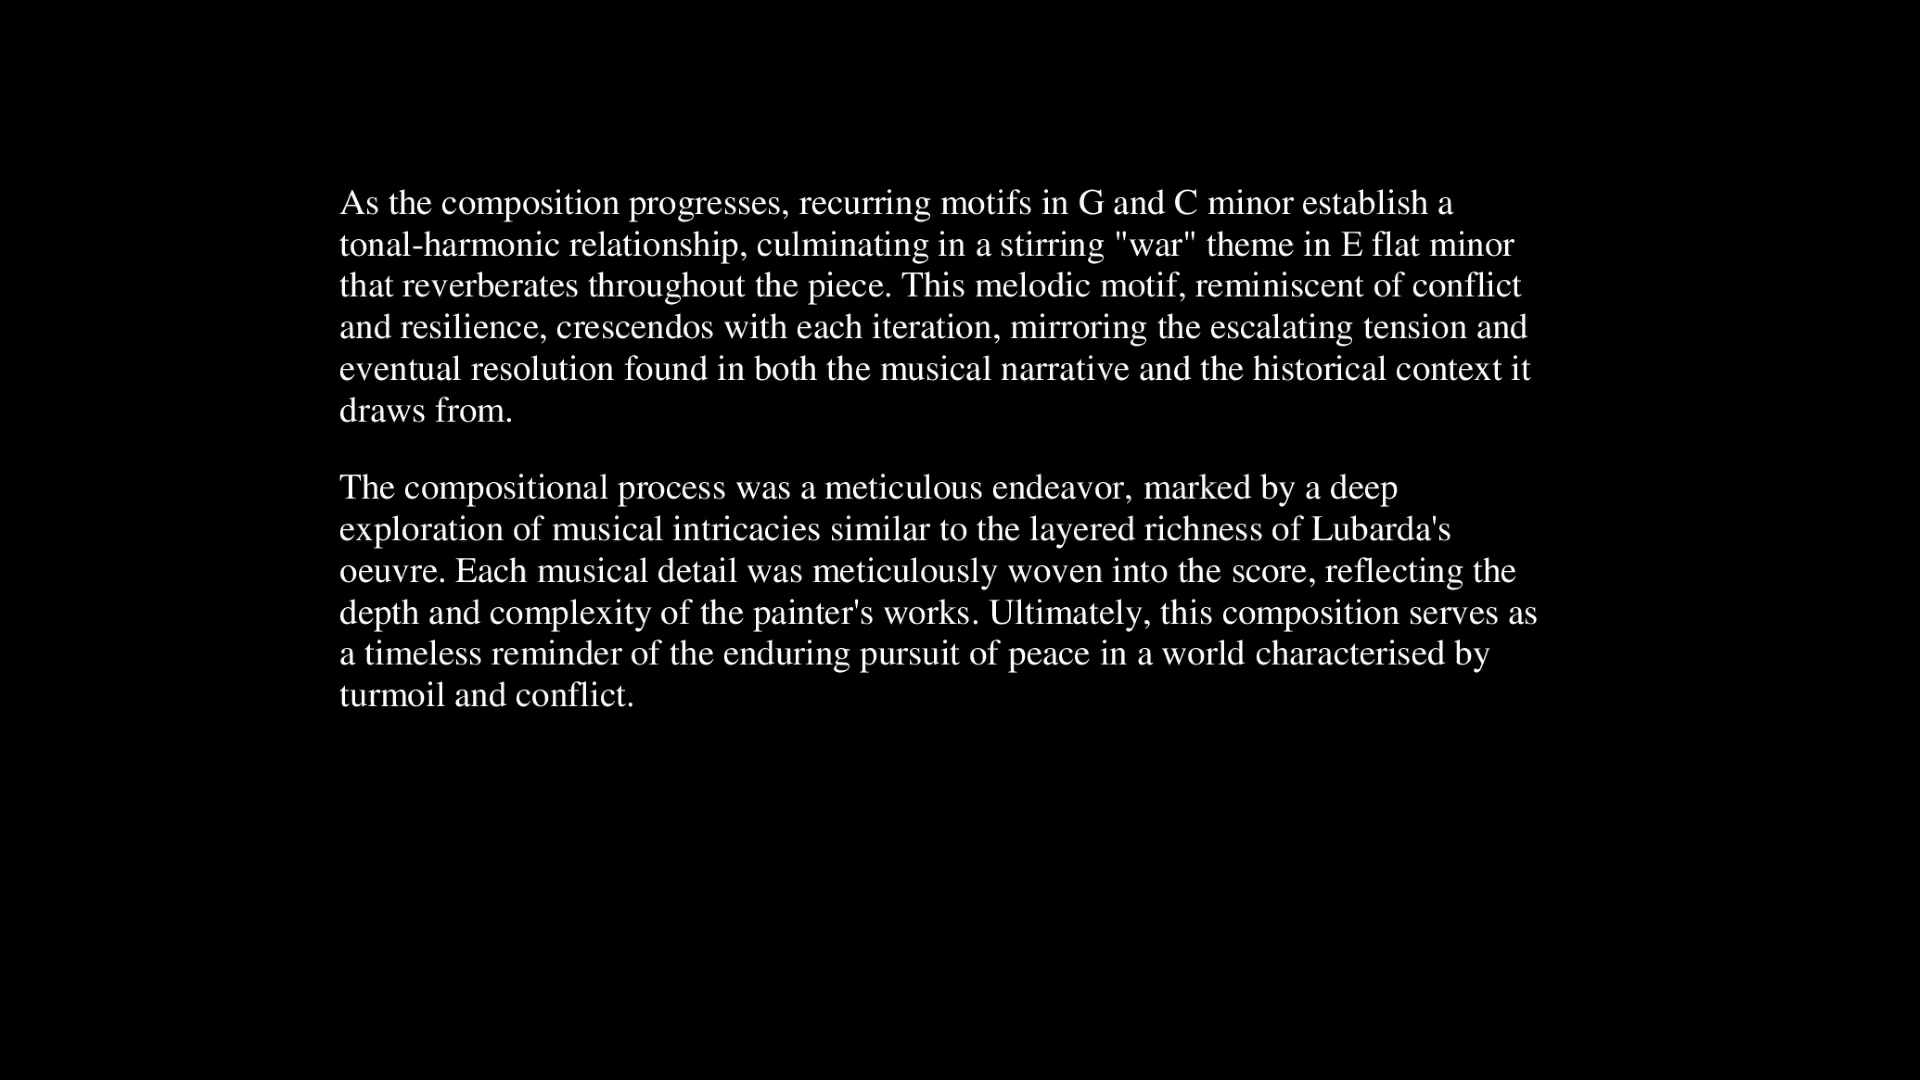 As the composition progresses, recurring motifs in G and C minor establish a
tonal-harmonic relationship, culminating in a stirring "war" theme in E flat minor
that reverberates throughout the piece. This melodic motif, reminiscent of conflict
and resilience, crescendos with each iteration, mirroring the escalating tension and
eventual resolution found in both the musical narrative and the historical context it
draws from.
The compositional process was a meticulous endeavor, marked by a deep
exploration of musical intricacies similar to the layered richness of Lubarda's
oeuvre. Each musical detail was meticulously woven into the score, reflecting the
depth and complexity of the painter's works. Ultimately, this composition serves as
a timeless reminder of the enduring pursuit of peace in a world characterised by
turmoil and conflict.